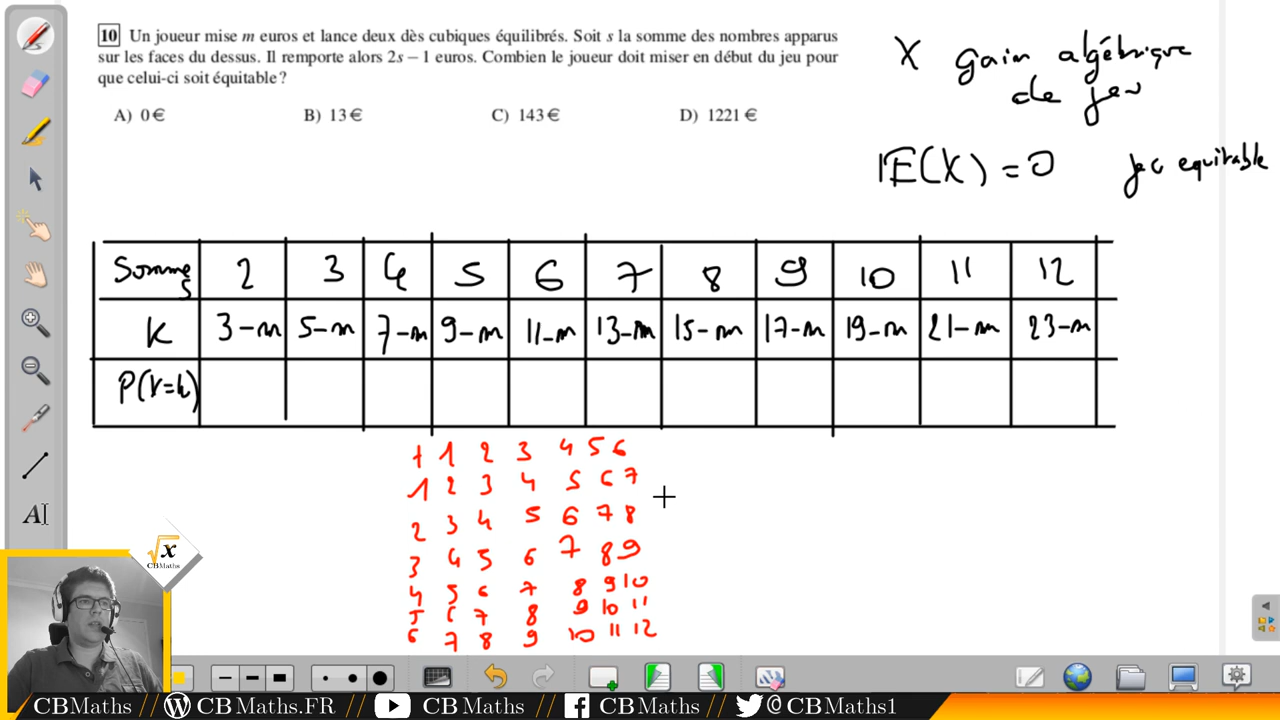 10 Un joueur mise m euros et lance deux dès cubiques équilibrés. Soit s la somme des nombres apparus
sur les faces du dessus. Il remporte alors 2s − 1 euros. Combien le joueur doit miser en début du jeu pour
que celui-ci soit équitable ?
A) 0 € B) 13 € C) 143 € D) 1221 €
X gain algébrique
de jeu
E(X) = 0 jeu equitable
Somme s 2 3 4 5 6 7 8 9 10 11 12
K 3-m 5-m 7-m 9-m 11-m 13-m 15-m 17-m 19-m 21-m 23-m
P(X=k)
+ 1 2 3 4 5 6
1 2 3 4 5 6 7
2 3 4 5 6 7 8
3 4 5 6 7 8 9
4 5 6 7 8 9 10
5 6 7 8 9 10 11
6 7 8 9 10 11 12
AI
√x
CBMaths
CBMaths CBMaths.FR CBMaths CBMaths @CBMaths1